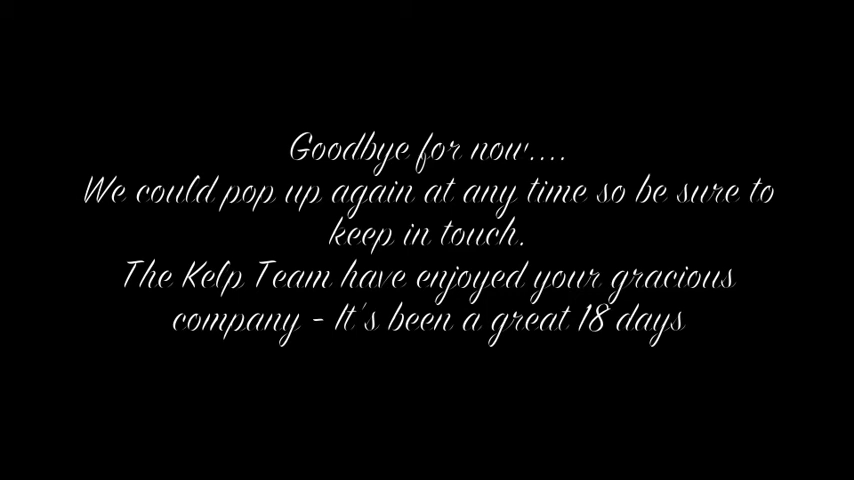 Goodbye for now....
We could pop up again at any time so be sure to
keep in touch.
The Kelp Team have enjoyed your gracious
company - It's been a great 18 days